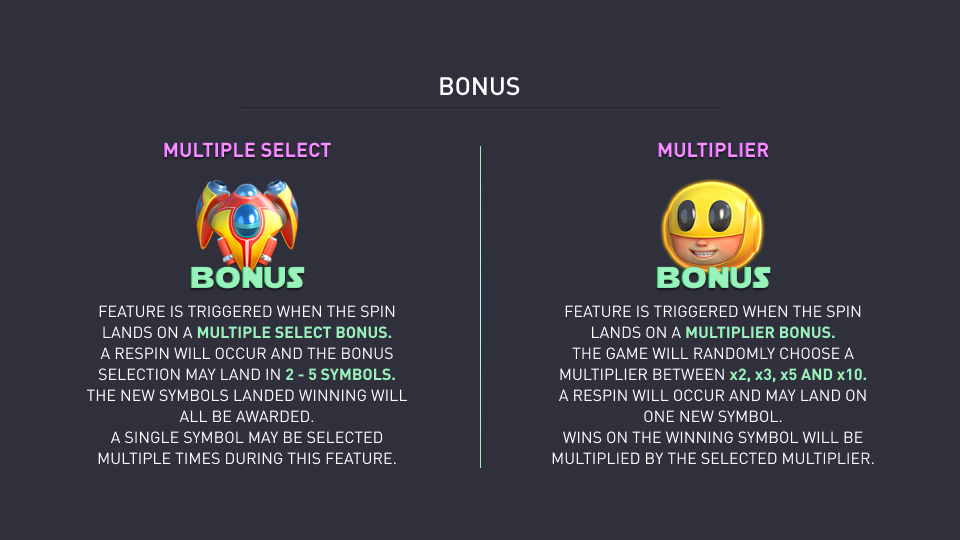 BONUS
MULTIPLE SELECT
BONUS
FEATURE IS TRIGGERED WHEN THE SPIN
LANDS ON A MULTIPLE SELECT BONUS.
A RESPIN WILL OCCUR AND THE BONUS
SELECTION MAY LAND IN 2 - 5 SYMBOLS.
THE NEW SYMBOLS LANDED WINNING WILL
ALL BE AWARDED.
A SINGLE SYMBOL MAY BE SELECTED
MULTIPLE TIMES DURING THIS FEATURE.
MULTIPLIER
BONUS
FEATURE IS TRIGGERED WHEN THE SPIN
LANDS ON A MULTIPLIER BONUS.
THE GAME WILL RANDOMLY CHOOSE A
MULTIPLIER BETWEEN x2, x3, x5 AND x10.
A RESPIN WILL OCCUR AND MAY LAND ON
ONE NEW SYMBOL.
WINS ON THE WINNING SYMBOL WILL BE
MULTIPLIED BY THE SELECTED MULTIPLIER.